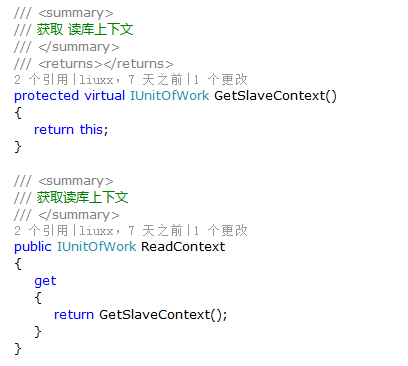 /// <summary>
/// 获取 读库上下文
/// </summary>
/// <returns></returns>
2 个引用|liuxx，7 天之前|1 个更改
protected virtual IUnitOfWork GetSlaveContext()
{
return this;
}
/// <summary>
/// 获取读库上下文
/// </summary>
2 个引用|liuxx，7 天之前|1 个更改
public IUnitOfWork ReadContext
{
get
{
return GetSlaveContext();
}
}